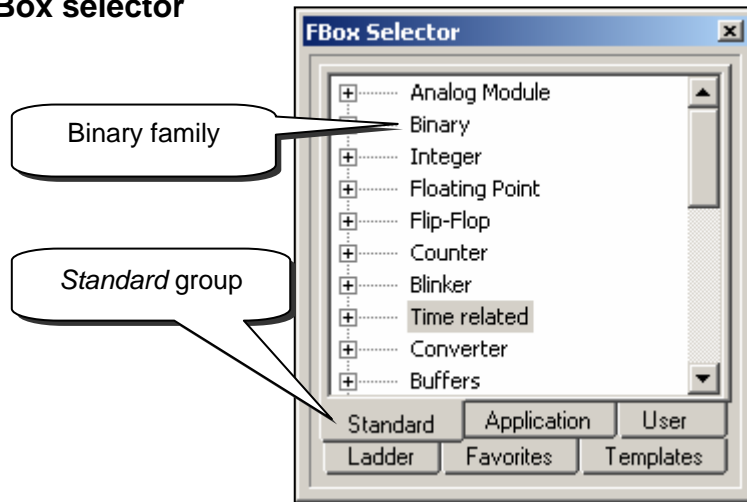 Box selector
FBox Selector
Analog Module
Binary family
Binary
Integer
Floating Point
Flip-Flop
Counter
Standard group
Blinker
Time related
Converter
Buffers
Standard
Application
User
Ladder
Favorites
Templates